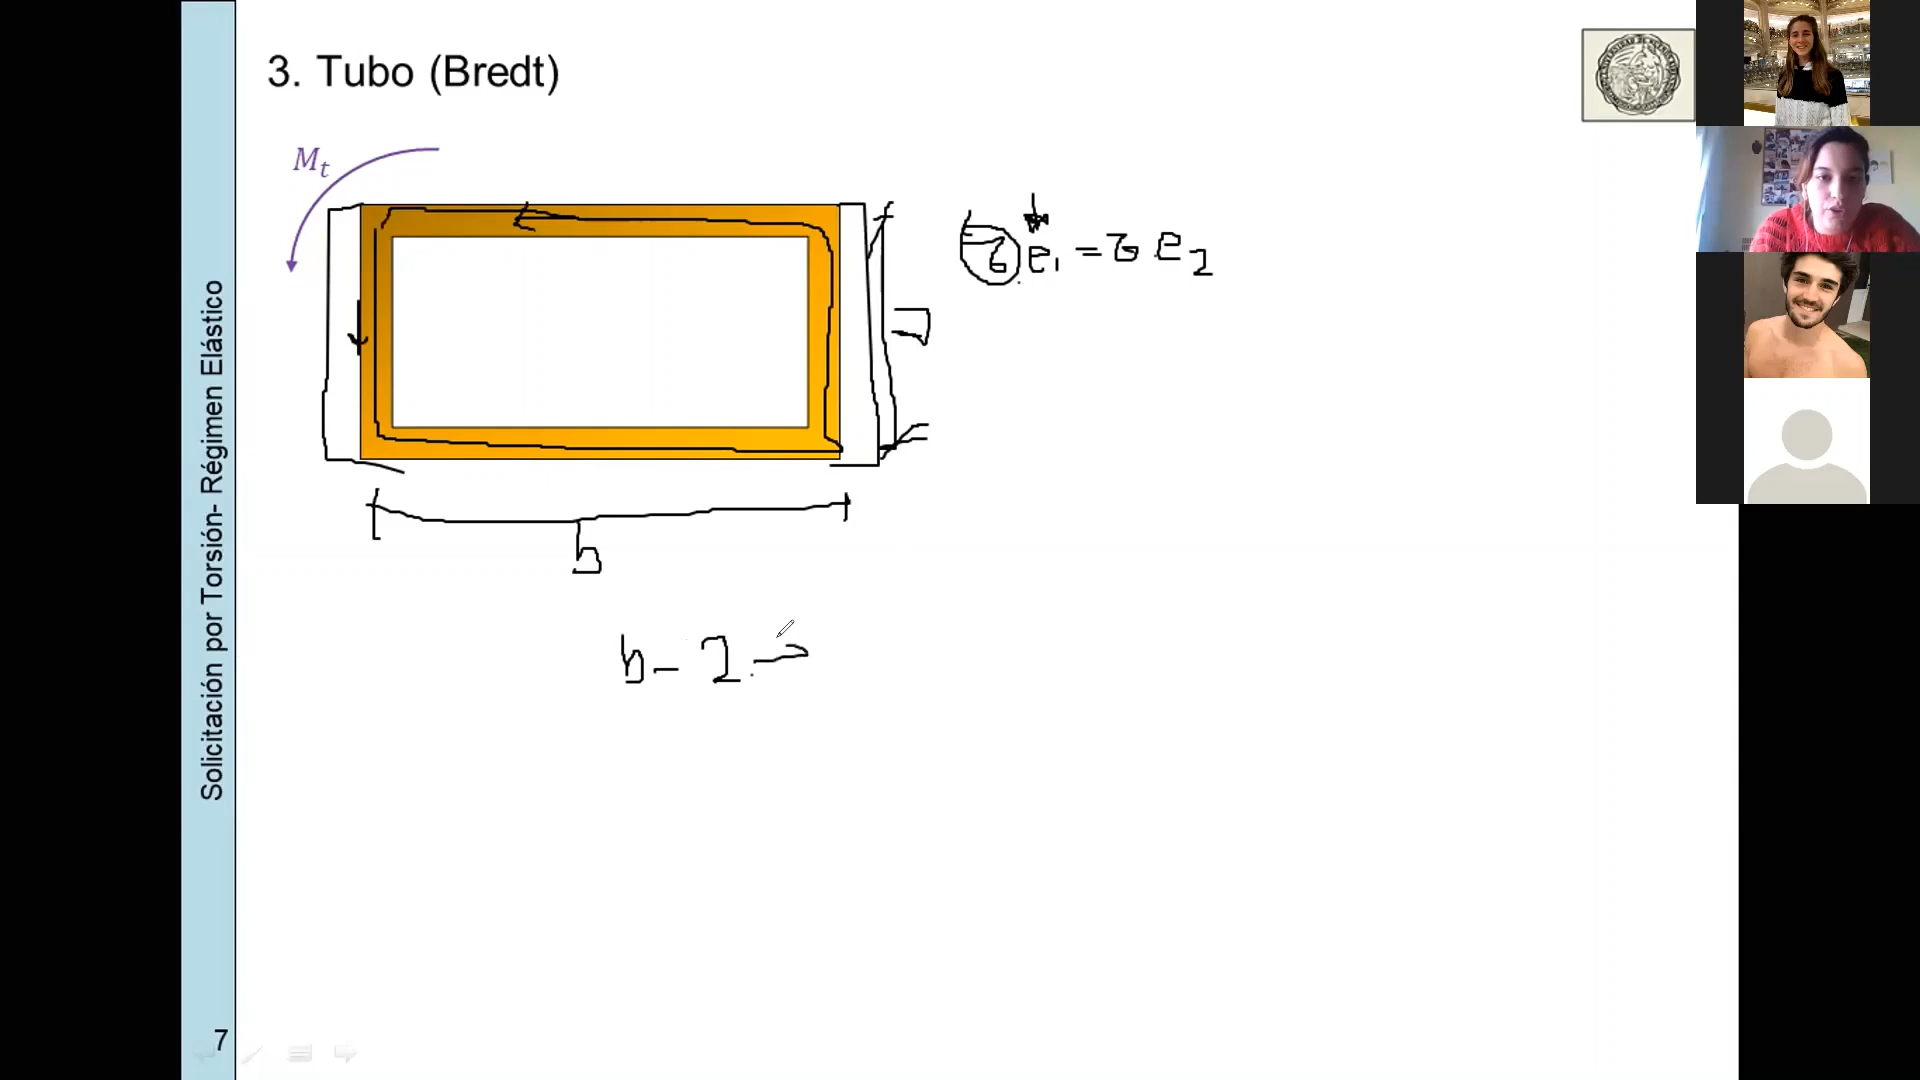 3. Tubo (Bredt)
Mt
e1 = e2
b
b - 2
Solicitación por Torsión- Régimen Elástico
7